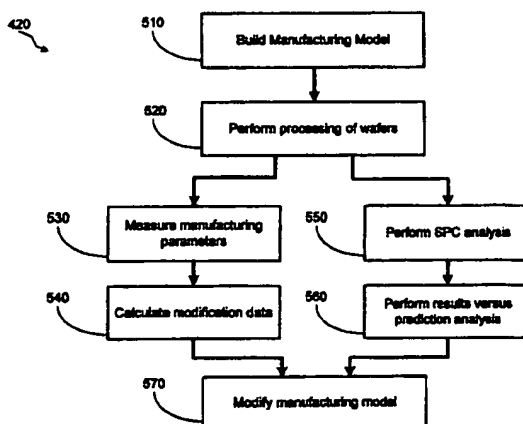 420
510
Build Manufacturing Model
520
Perform processing of wafers
530
Measure manufacturing
parameters
550
Perform SPC analysis
540
Calculate modification data
560
Perform results versus
prediction analysis
570
Modify manufacturing model